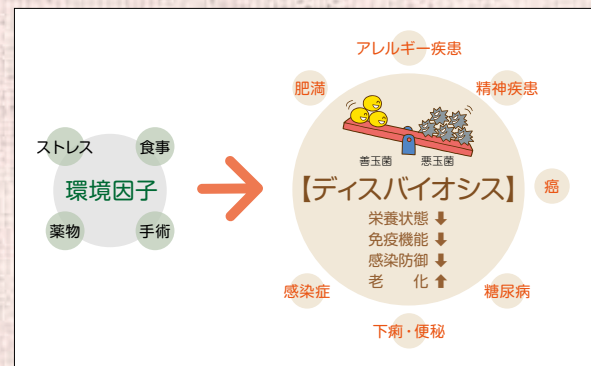 アレルギー疾患
肥満
精神疾患
ストレス
食事
環境因子
薬物
手術
善玉菌
悪玉菌
【ディスバイオシス】
栄養状態⬇
免疫機能⬇
感染防御⬇
老　　化⬆
癌
感染症
糖尿病
下痢・便秘